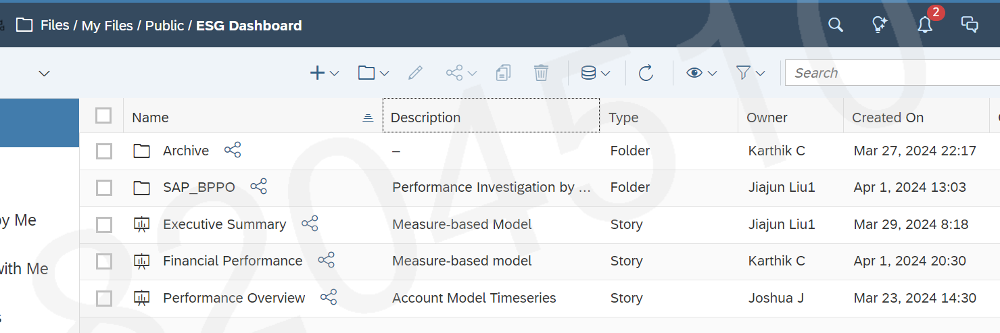 Files / My Files / Public / ESG Dashboard
2
Search
Name Description Type Owner Created On
Archive – Folder Karthik C Mar 27, 2024 22:17
SAP_BPPO Performance Investigation by ... Folder Jiajun Liu1 Apr 1, 2024 13:03
by Me
Executive Summary Measure-based Model Story Jiajun Liu1 Mar 29, 2024 8:18
Financial Performance Measure-based model Story Karthik C Apr 1, 2024 20:30
with Me
Performance Overview Account Model Timeseries Story Joshua J Mar 23, 2024 14:30
8204510